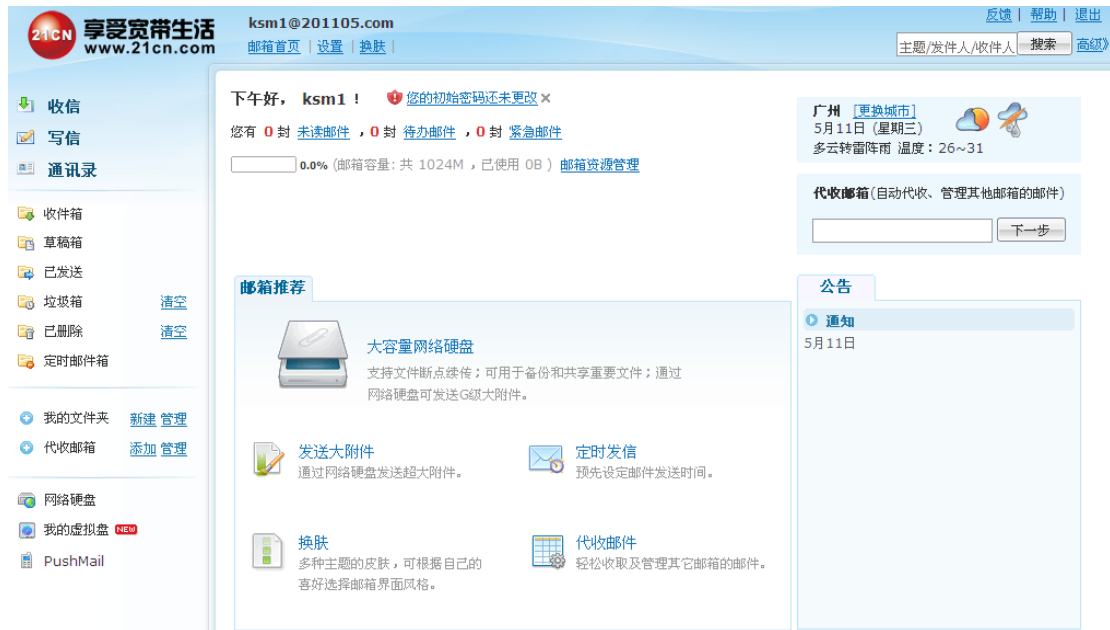 21CN 享受宽带生活
www.21cn.com
ksm1@201105.com
邮箱首页 | 设置 | 换肤 |
反馈 | 帮助 | 退出
主题/发件人/收件人 搜索 高级》
收信
写信
通讯录
收件箱
草稿箱
已发送
垃圾箱 清空
已删除 清空
定时邮件箱
我的文件夹 新建 管理
代收邮箱 添加 管理
网络硬盘
我的虚拟盘 NEW
PushMail
下午好， ksm1！ 您的初始密码还未更改 ×
您有 0 封 未读邮件 ，0 封 待办邮件 ，0 封 紧急邮件
0.0% (邮箱容量: 共 1024M ，已使用 0B ) 邮箱资源管理
广州 [更换城市]
5月11日 (星期三)
多云转雷阵雨 温度：26~31
代收邮箱(自动代收、管理其他邮箱的邮件)
下一步
邮箱推荐
大容量网络硬盘
支持文件断点续传；可用于备份和共享重要文件；通过
网络硬盘可发送G级大附件。
发送大附件
通过网络硬盘发送超大附件。
定时发信
预先设定邮件发送时间。
换肤
多种主题的皮肤，可根据自己的
喜好选择邮箱界面风格。
代收邮件
轻松收取及管理其它邮箱的邮件。
公告
通知
5月11日